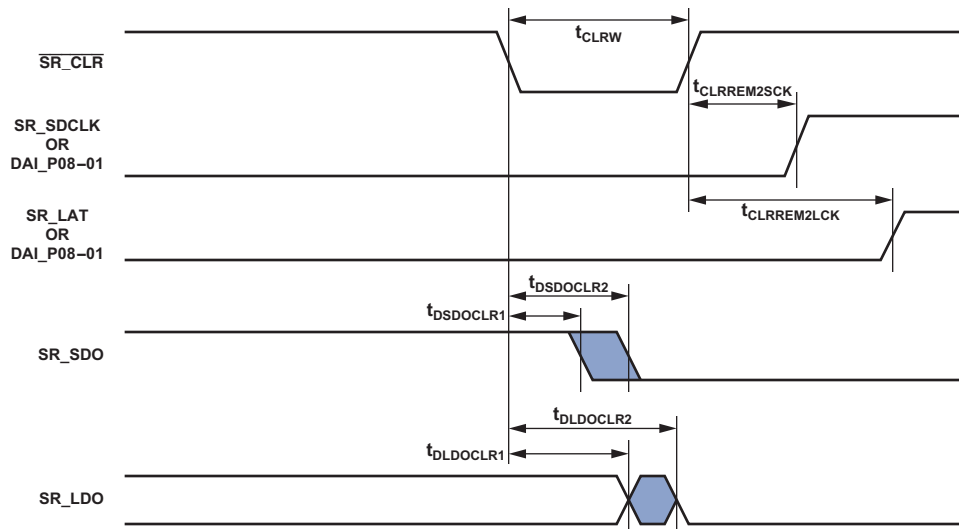 tCLRW
SR_CLR
tCLRREM2SCK
SR_SDCLK
OR
DAI_P08–01
tCLRREM2LCK
SR_LAT
OR
DAI_P08–01
tDSDOCLR2
tDSDOCLR1
SR_SDO
tDLDOCLR2
tDLDOCLR1
SR_LDO